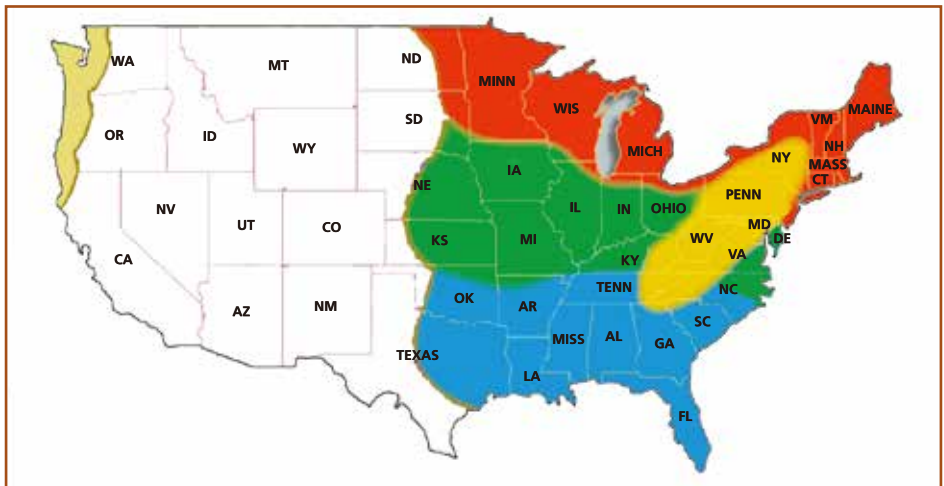 WA
MT
ND
MINN
OR
ID
WY
SD
WIS
MICH
VM
MAINE
NH
MASS
CT
NY
NV
UT
CO
NE
IA
IL
IN
OHIO
PENN
MD
DE
CA
KS
MI
KY
WV
VA
AZ
NM
OK
AR
TENN
NC
SC
TEXAS
MISS
AL
GA
LA
FL